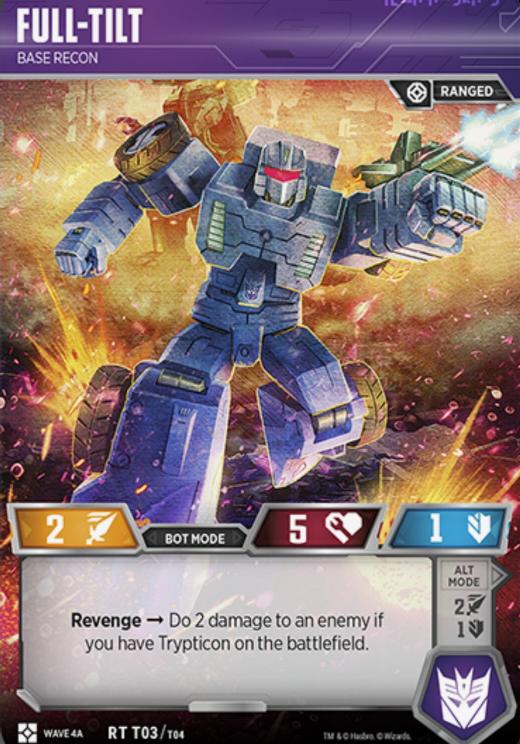 FULL-TILT
BASE RECON
RANGED
2
BOT MODE
5
1
ALT
MODE
2
1
Revenge → Do 2 damage to an enemy if
you have Trypticon on the battlefield.
WAVE 4A
RT T03/T04
TM & © Hasbro. © Wizards.